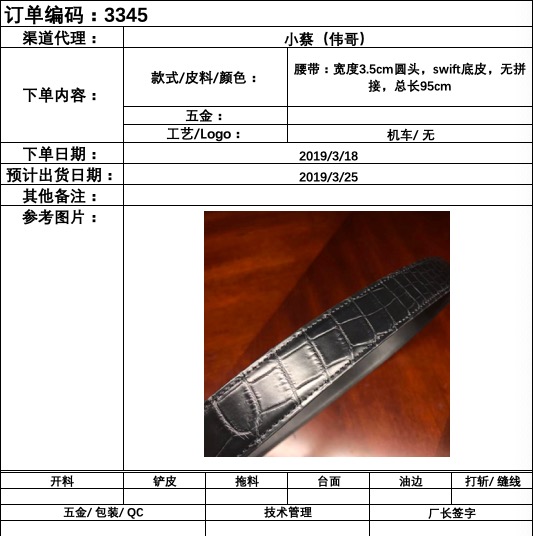 订单编码：3345
渠道代理：
小蔡（伟哥）
下单内容：
款式/皮料/颜色：
腰带：宽度3.5cm圆头，swift底皮，无拼
接，总长95cm
五金：
工艺/Logo：
机车/ 无
下单日期：
2019/3/18
预计出货日期：
2019/3/25
其他备注：
参考图片：
开料
铲皮
拖料
台面
油边
打斩/ 缝线
五金/ 包装/ QC
技术管理
厂长签字